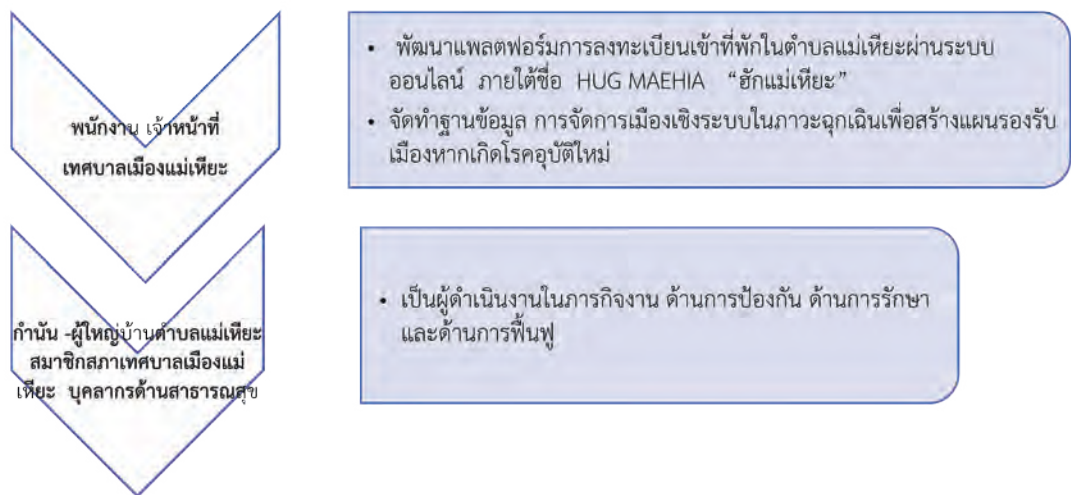 พนักงาน เจ้าหน้าที่
เทศบาลเมืองแม่เหียะ
• พัฒนาแพลตฟอร์มการลงทะเบียนเข้าที่พักในตำบลแม่เหียะผ่านระบบ
ออนไลน์ ภายใต้ชื่อ HUG MAEHIA “ฮักแม่เหียะ”
• จัดทำฐานข้อมูล การจัดการเมืองเชิงระบบในภาวะฉุกเฉินเพื่อสร้างแผนรองรับ
เมืองหากเกิดโรคอุบัติใหม่
กำนัน -ผู้ใหญ่บ้านตำบลแม่เหียะ
สมาชิกสภาเทศบาลเมืองแม่
เหียะ บุคลากรด้านสาธารณสุข
• เป็นผู้ดำเนินงานในภารกิจงาน ด้านการป้องกัน ด้านการรักษา
และด้านการฟื้นฟู